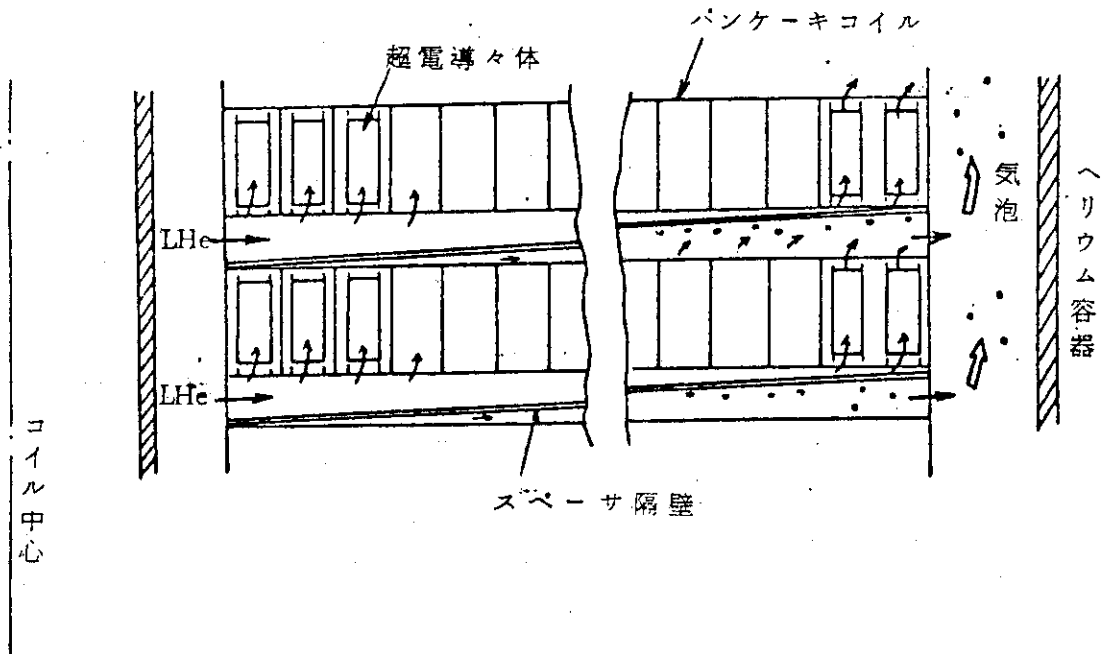 パンケーキコイル
超電導々体
気泡
ヘリウム容器
LHe
LHe
スペーサ隔壁
コイル中心